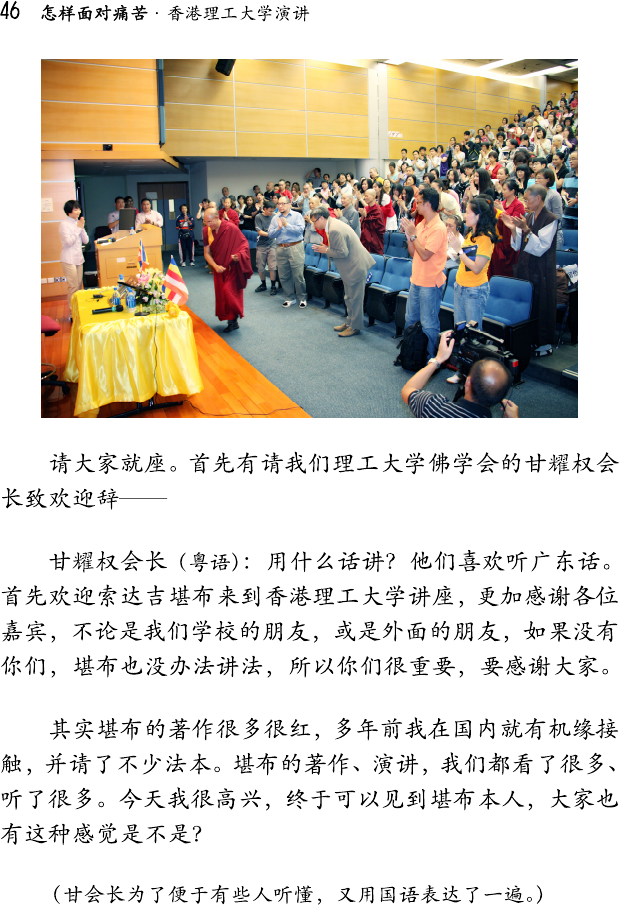 46 怎样面对痛苦·香港理工大学演讲
请大家就座。首先有请我们理工大学佛学会的甘耀权会
长致欢迎辞——
甘耀权会长（粤语）：用什么话讲？他们喜欢听广东话。
首先欢迎索达吉堪布来到香港理工大学讲座，更加感谢各位
嘉宾，不论是我们学校的朋友，或是外面的朋友，如果没有
你们，堪布也没办法讲法，所以你们很重要，要感谢大家。
其实堪布的著作很多很红，多年前我在国内就有机缘接
触，并请了不少法本。堪布的著作、演讲，我们都看了很多、
听了很多。今天我很高兴，终于可以见到堪布本人，大家也
有这种感觉是不是？
（甘会长为了便于有些人听懂，又用国语表达了一遍。）